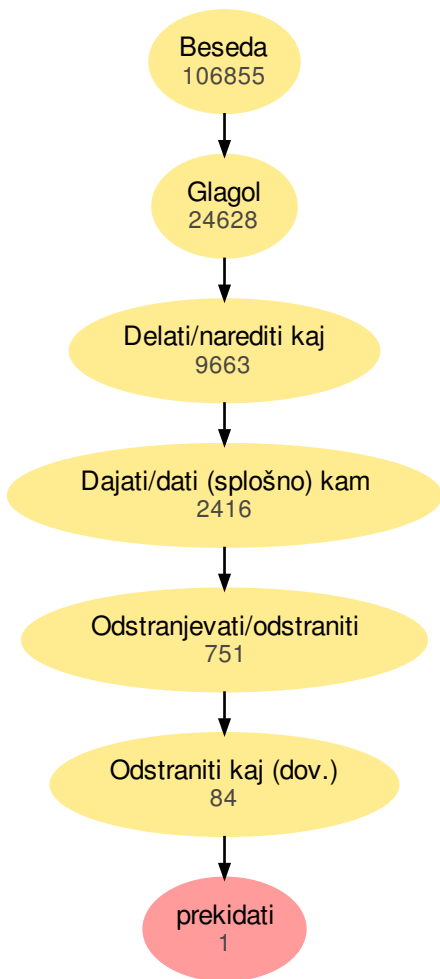 Beseda
106855
Glagol
24628
Delati/narediti kaj
9663
Dajati/dati (splošno) kam
2416
Odstranjevati/odstraniti
751
Odstraniti kaj (dov.)
84
prekidati
1